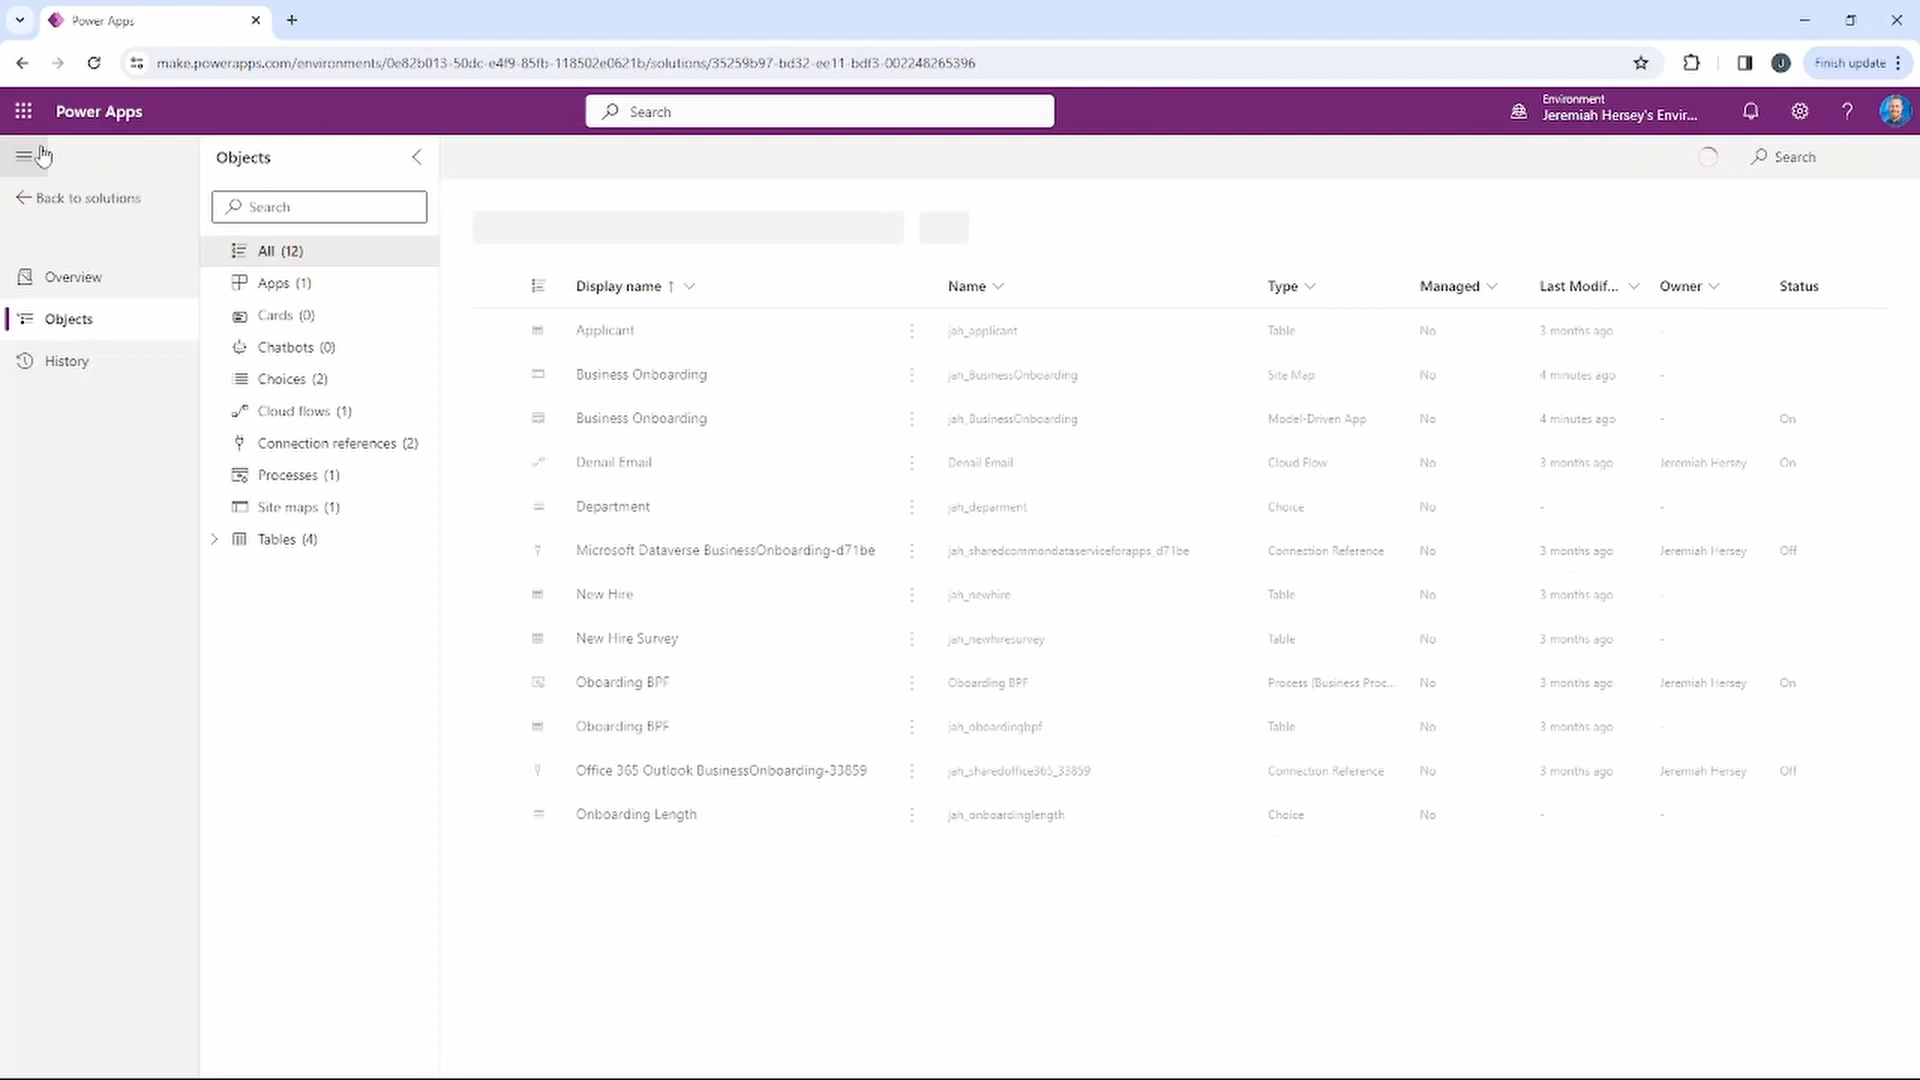 Power Apps
make.powerapps.com/environments/0e82b013-50dc-e4f9-85fb-118502e0621b/solutions/35259b97-bd32-ee11-bdf3-002248265396
J
Finish update
Power Apps
Search
Environment
Jeremiah Hersey's Envir...
Objects
Search
Back to solutions
Search
Overview
Objects
History
All (12)
Apps (1)
Cards (0)
Chatbots (0)
Choices (2)
Cloud flows (1)
Connection references (2)
Processes (1)
Site maps (1)
Tables (4)
Display name Name Type Managed Last Modif... Owner Status
Applicant jah_applicant Table No 3 months ago -
Business Onboarding jah_BusinessOnboarding Site Map No 4 minutes ago -
Business Onboarding jah_BusinessOnboarding Model-Driven App No 4 minutes ago - On
Denail Email Denail Email Cloud Flow No 3 months ago Jeremiah Hersey On
Department jah_deparment Choice No - -
Microsoft Dataverse BusinessOnboarding-d71be jah_sharedcommondataserviceforapps_d71be Connection Reference No 3 months ago Jeremiah Hersey Off
New Hire jah_newhire Table No 3 months ago -
New Hire Survey jah_newhiresurvey Table No 3 months ago -
Oboarding BPF Oboarding BPF Process (Business Proc... No 3 months ago Jeremiah Hersey On
Oboarding BPF jah_oboardingbpf Table No 3 months ago -
Office 365 Outlook BusinessOnboarding-33859 jah_sharedoffice365_33859 Connection Reference No 3 months ago Jeremiah Hersey Off
Onboarding Length jah_onboardinglength Choice No - -